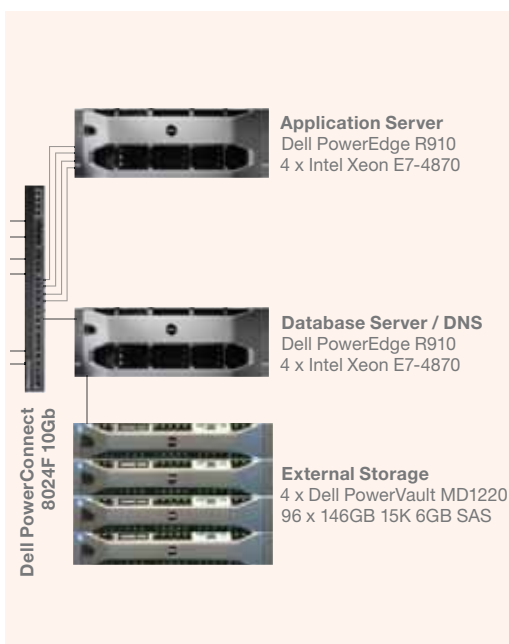 Application Server
Dell PowerEdge R910
4 x Intel Xeon E7-4870
Database Server / DNS
Dell PowerEdge R910
4 x Intel Xeon E7-4870
Dell PowerConnect
8024F 10Gb
External Storage
4 x Dell PowerVault MD1220
96 x 146GB 15K 6GB SAS